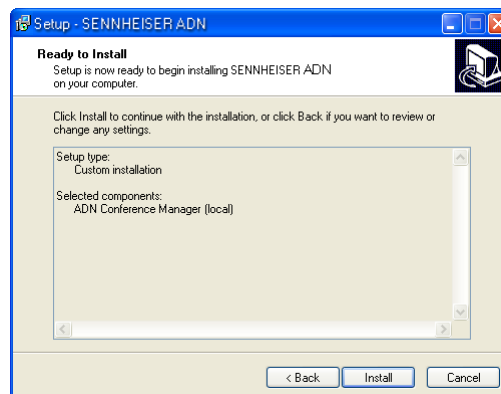 Setup - SENNHEISER ADN
Ready to Install
Setup is now ready to begin installing SENNHEISER ADN
on your computer.
Click Install to continue with the installation, or click Back if you want to review or
change any settings.
Setup type:
Custom installation
Selected components:
ADN Conference Manager (local)
< Back
Install
Cancel